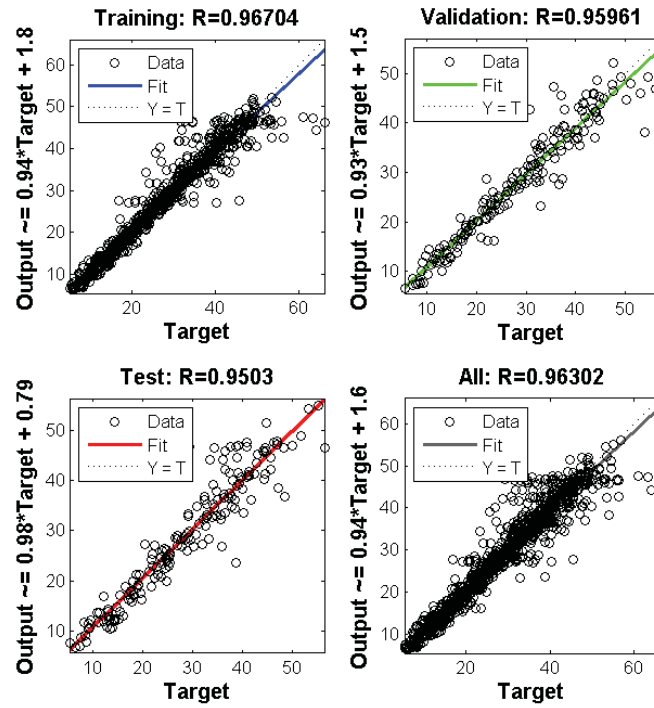 Training: R=0.96704
Output ~= 0.94*Target + 1.8
60
50
40
30
20
10
Data
Fit
Y = T
20
40
60
Target
Validation: R=0.95961
Output ~= 0.93*Target + 1.5
50
40
30
20
10
Data
Fit
Y = T
10
20
30
40
50
Target
Test: R=0.9503
Output ~= 0.98*Target + 0.79
50
40
30
20
10
Data
Fit
Y = T
10
20
30
40
50
Target
All: R=0.96302
Output ~= 0.94*Target + 1.6
60
50
40
30
20
10
Data
Fit
Y = T
20
40
60
Target